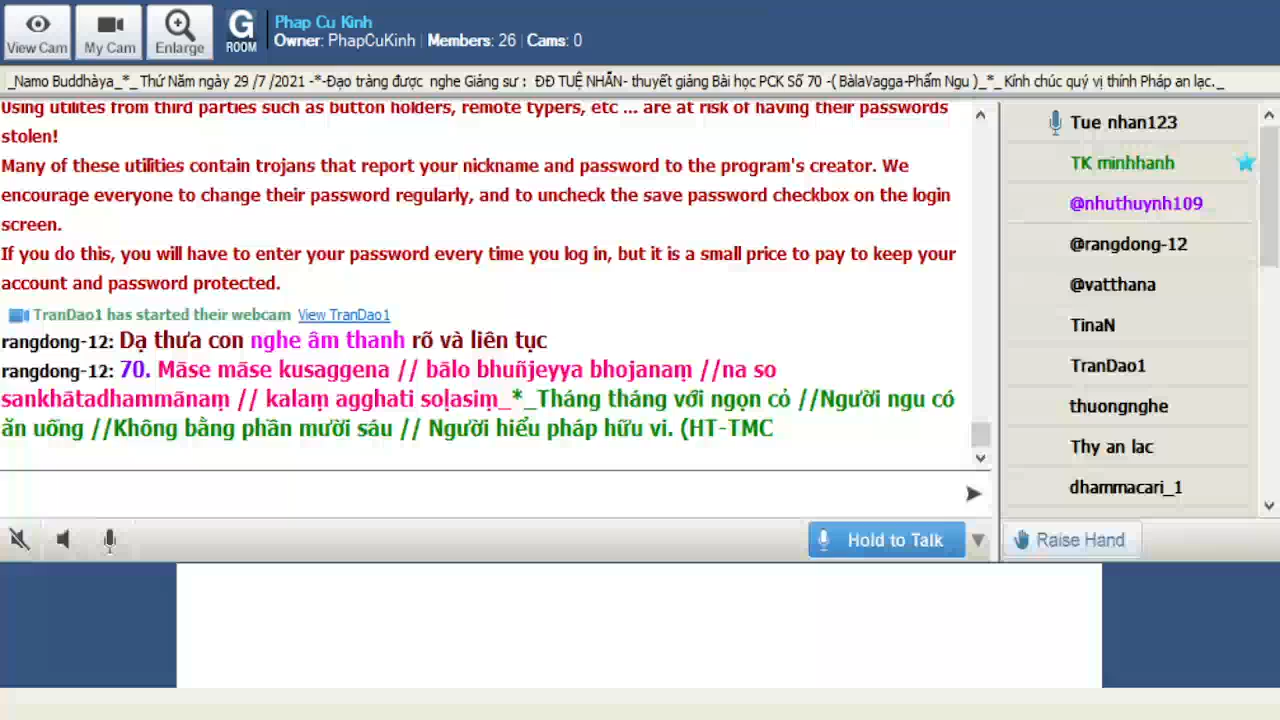 View Cam
My Cam
Enlarge
G
ROOM
Phap Cu Kinh
Owner: PhapCuKinh | Members: 26 | Cams: 0
_Namo Buddhàya_*_ Thứ Năm ngày 29 /7 /2021 -*-Đạo tràng được nghe Giảng sư : ĐĐ TUỆ NHẪN- thuyết giảng Bài học PCK Số 70 -( BàlaVagga-Phẩm Ngu )_*_ Kính chúc quý vị thính Pháp an lạc._
Using utilites from third parties such as button holders, remote typers, etc ... are at risk of having their passwords
stolen!
Many of these utilities contain trojans that report your nickname and password to the program's creator. We
encourage everyone to change their password regularly, and to uncheck the save password checkbox on the login
screen.
If you do this, you will have to enter your password every time you log in, but it is a small price to pay to keep your
account and password protected.
TranDao1 has started their webcam View TranDao1
rangdong-12: Dạ thưa con nghe âm thanh rõ và liên tục
rangdong-12: 70. Māse māse kusaggena // bālo bhuñjeyya bhojanaṃ //na so
sankhātadhammānaṃ // kalaṃ agghati soḷasiṃ_*_Tháng tháng với ngọn cỏ //Người ngu có
ăn uống //Không bằng phần mười sáu // Người hiểu pháp hữu vi. (HT-TMC
Tue nhan123
TK minhhanh
@nhuthuynh109
@rangdong-12
@vatthana
TinaN
TranDao1
thuongnghe
Thy an lac
dhammacari_1
Hold to Talk
Raise Hand